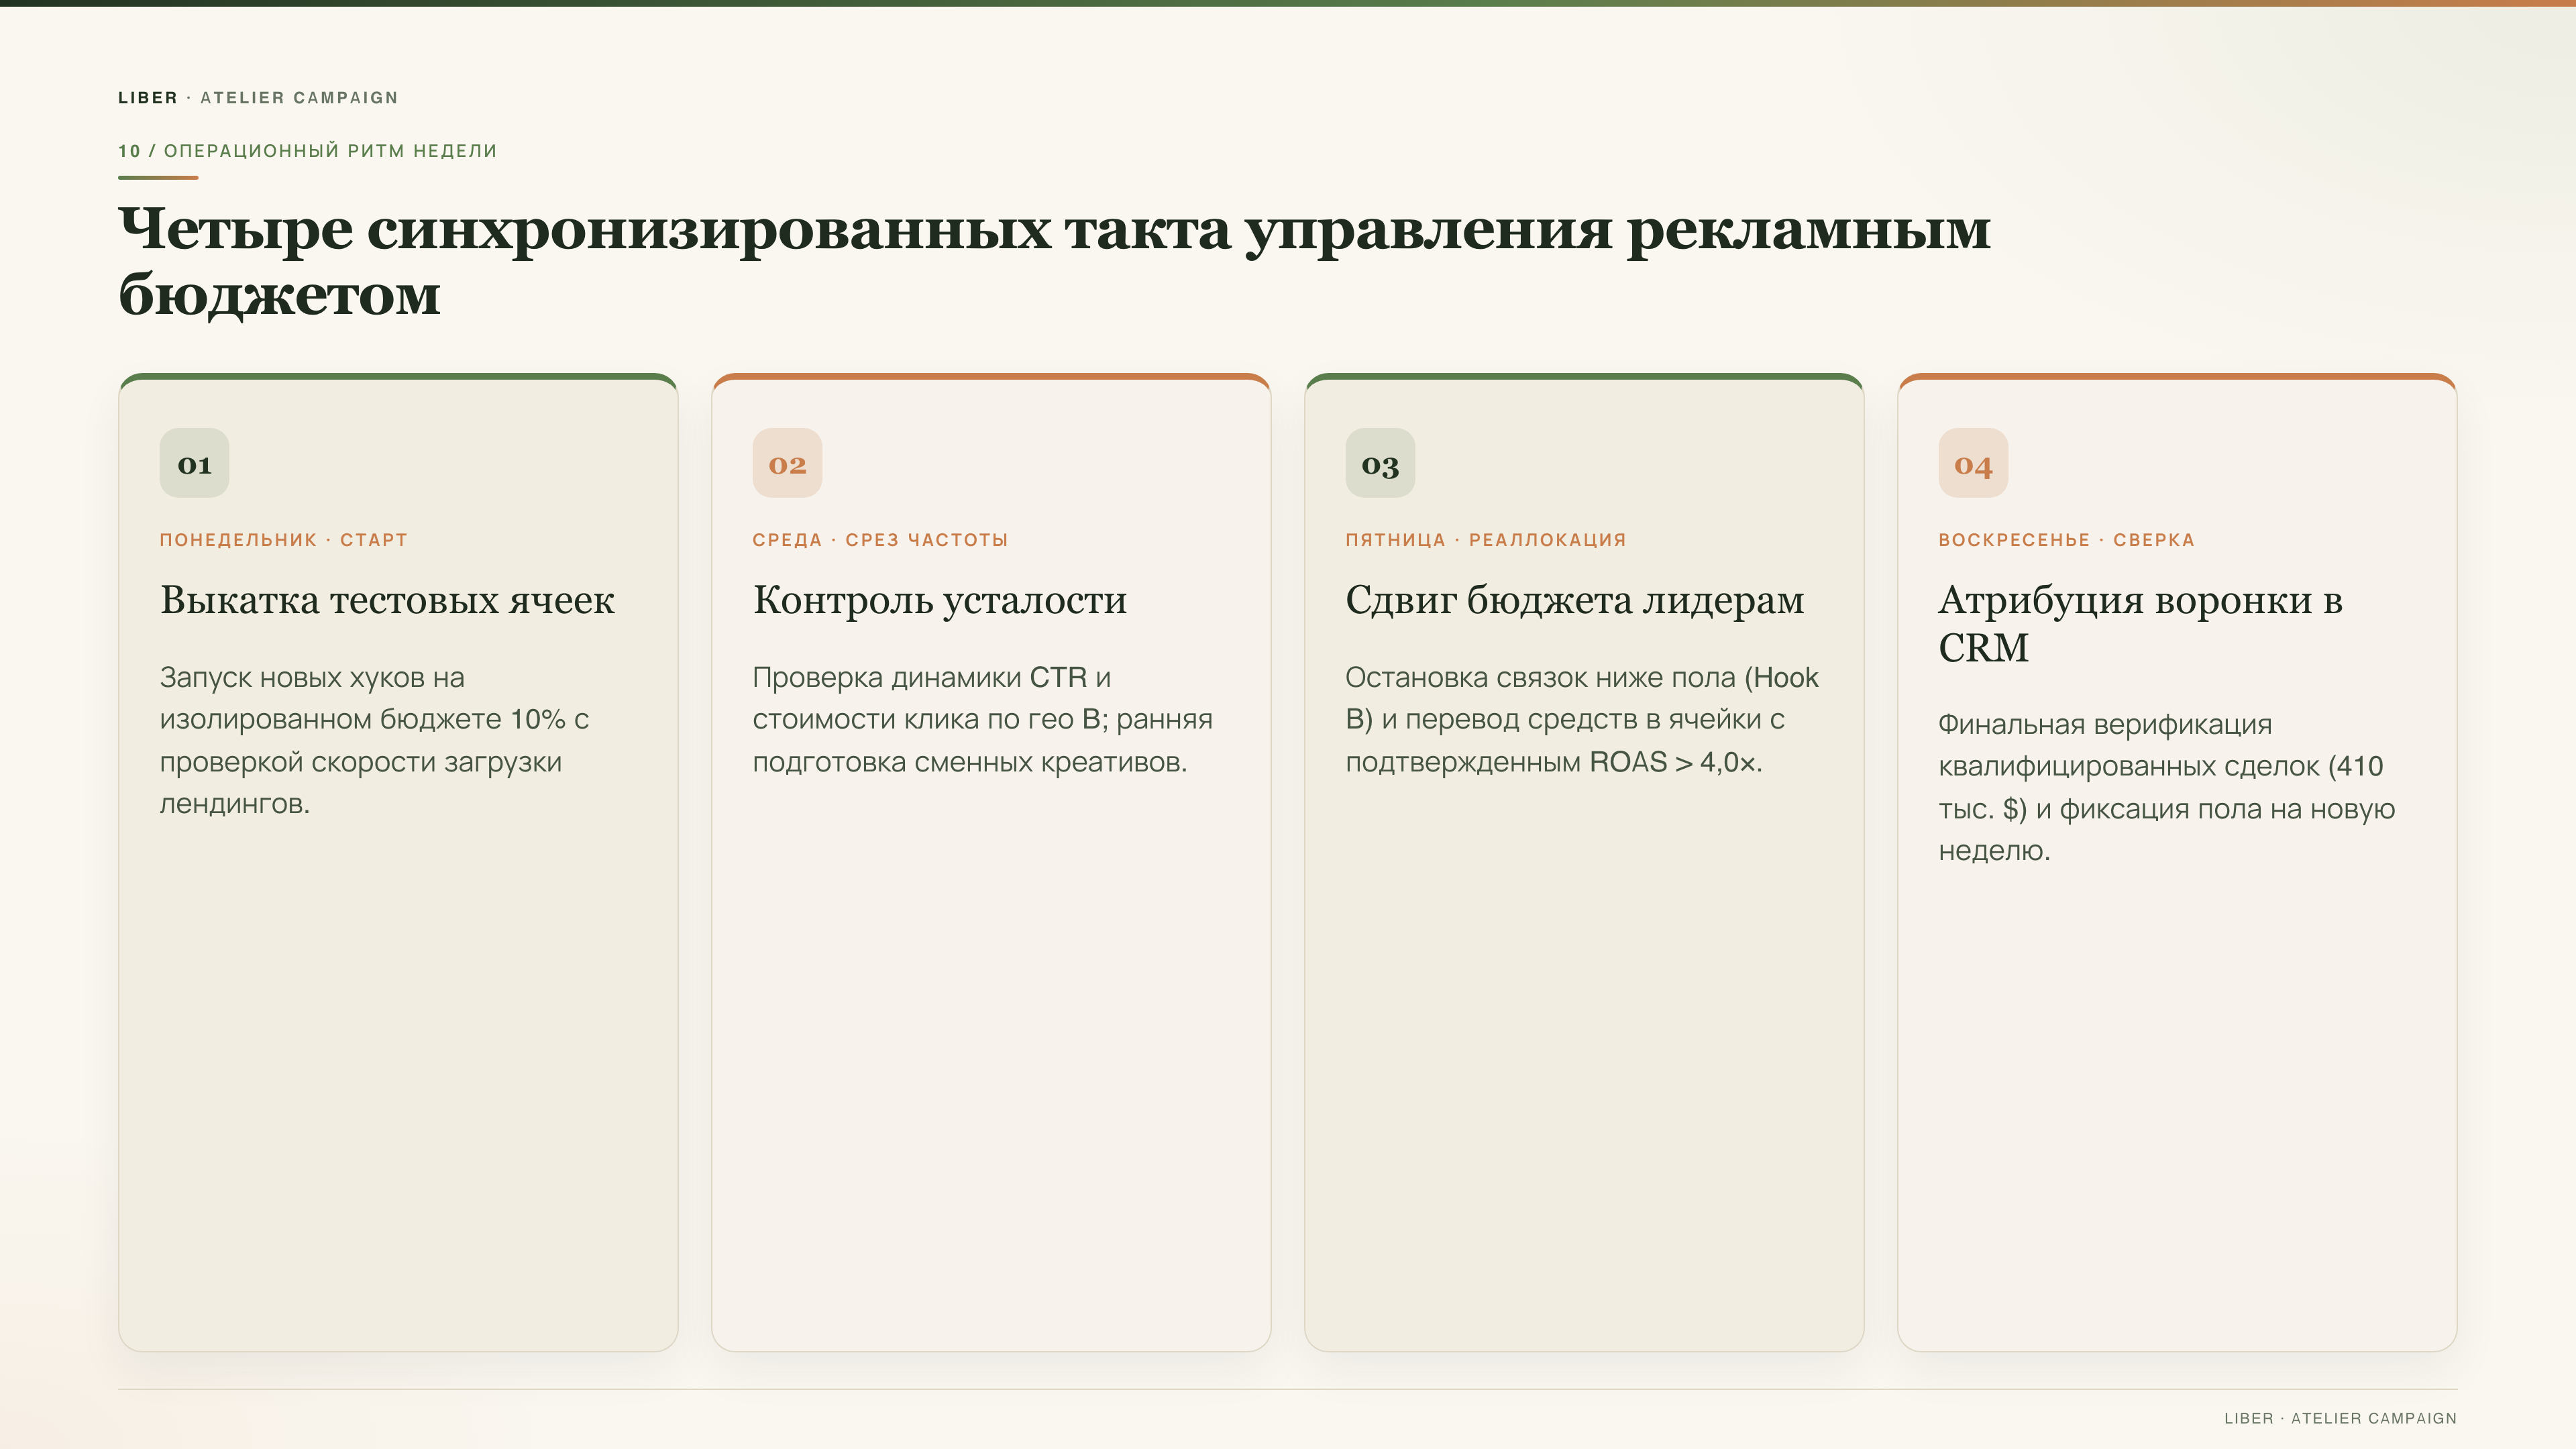 LIBER · ATELIER CAMPAIGN
10 / ОПЕРАЦИОННЫЙ РИТМ НЕДЕЛИ
Четыре синхронизированных такта управления рекламным
бюджетом
01
ПОНЕДЕЛЬНИК · СТАРТ
Выкатка тестовых ячеек
Запуск новых хуков на
изолированном бюджете 10% с
проверкой скорости загрузки
лендингов.
02
СРЕДА · СРЕЗ ЧАСТОТЫ
Контроль усталости
Проверка динамики CTR и
стоимости клика по гео B; ранняя
подготовка сменных креативов.
03
ПЯТНИЦА · РЕАЛЛОКАЦИЯ
Сдвиг бюджета лидерам
Остановка связок ниже пола (Hook
B) и перевод средств в ячейки с
подтвержденным ROAS > 4,0×.
04
ВОСКРЕСЕНЬЕ · СВЕРКА
Атрибуция воронки в
CRM
Финальная верификация
квалифицированных сделок (410
тыс. $) и фиксация пола на новую
неделю.
LIBER · ATELIER CAMPAIGN